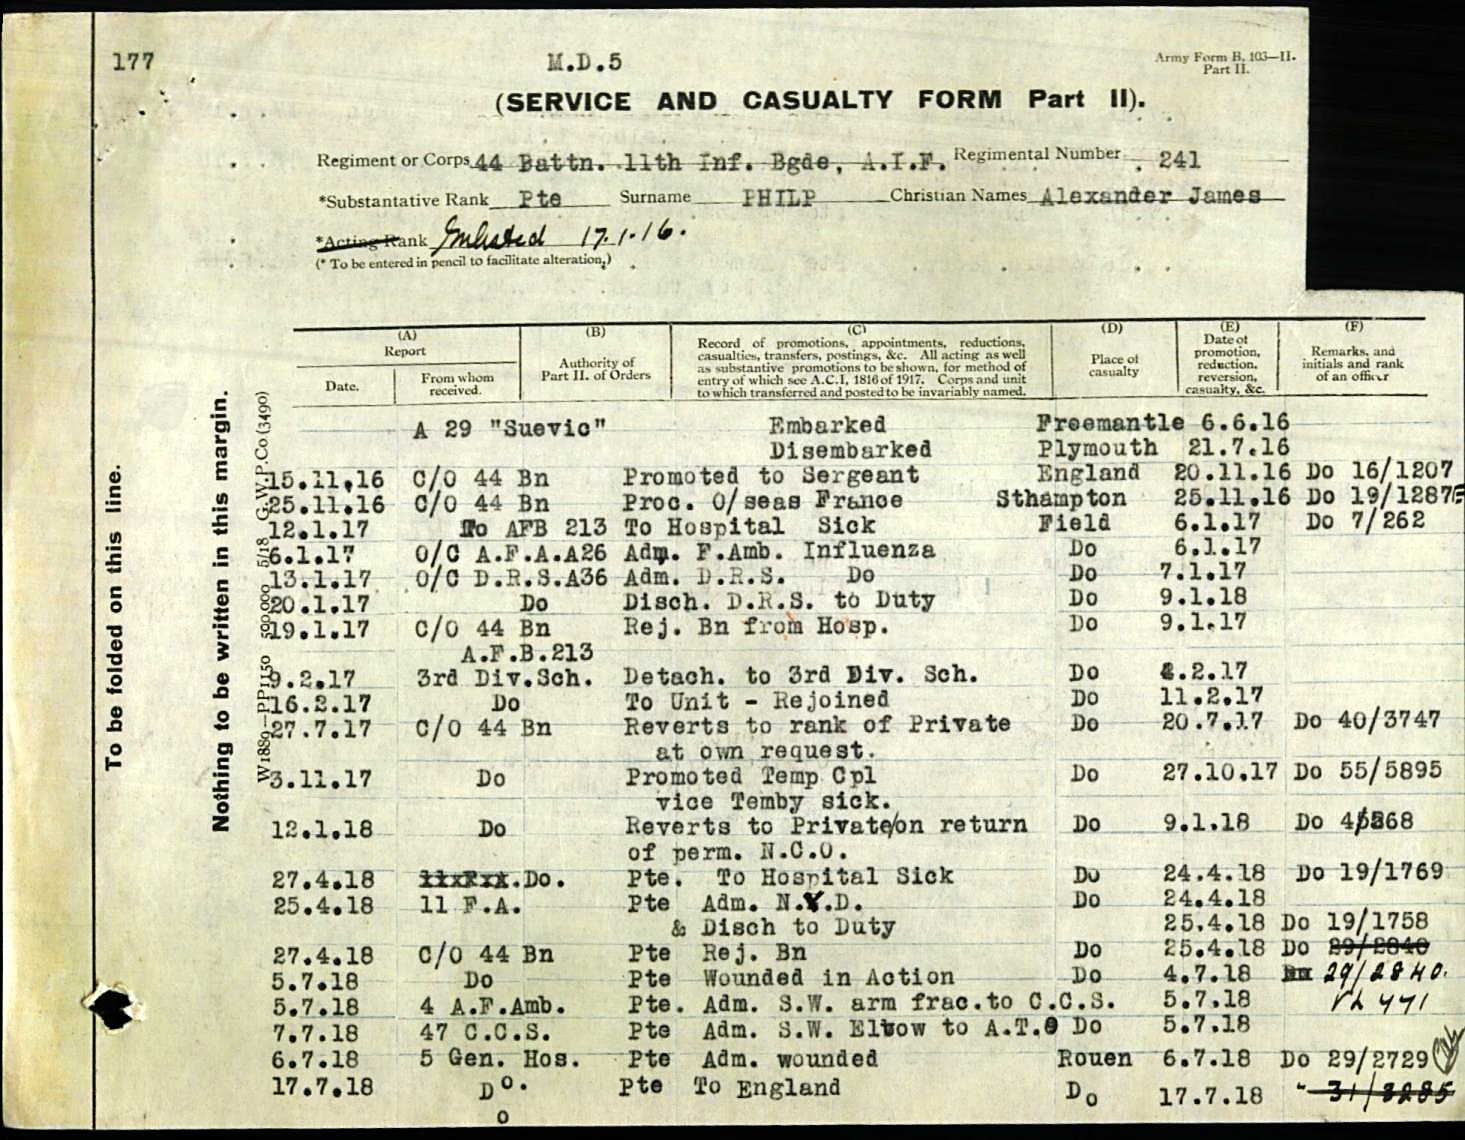 177
M.D.5
Army Form B. 103—II.
Part II.
(SERVICE AND CASUALTY FORM Part II).
Regiment or Corps 44 Battn. 11th Inf. Bgde, A.I.F. Regimental Number 241
*Substantative Rank Pte Surname PHILP Christian Names Alexander James
*Acting Rank Enlisted 17.1.16.
(* To be entered in pencil to facilitate alteration,)
To be folded on this line.
Nothing to be written in this margin.
W1889—PP1150 500,000 5/18 G.W.P.Co.(3490)
(A) (B) (C) (D) (E) (F)
Report
Date.
From whom received.
Authority of Part II. of Orders
Record of promotions, appointments, reductions, casualties, transfers, postings, &c. All acting as well as substantive promotions to be shown, for method of entry of which see A.C.I, 1816 of 1917. Corps and unit to which transferred and posted to be invariably named.
Place of casualty
Date of promotion, reduction, reversion, casualty, &c.
Remarks, and initials and rank of an officer
A 29 "Suevic" Embarked Freemantle 6.6.16
Disembarked Plymouth 21.7.16
15.11.16 C/O 44 Bn Promoted to Sergeant England 20.11.16 Do 16/1207
25.11.16 C/O 44 Bn Proc. O/seas France Sthampton 25.11.16 Do 19/1287
12.1.17 Do AFB 213 To Hospital Sick Field 6.1.17 Do 7/262
6.1.17 O/C A.F.A.A26 Adm. F.Amb. Influenza Do 6.1.17
13.1.17 O/C D.R.S.A36 Adm. D.R.S. Do Do 7.1.17
20.1.17 Do Disch. D.R.S. to Duty Do 9.1.18
19.1.17 C/O 44 Bn Rej. Bn from Hosp. Do 9.1.17
A.F.B.213
9.2.17 3rd Div.Sch. Detach. to 3rd Div. Sch. Do 2.2.17
16.2.17 Do To Unit - Rejoined Do 11.2.17
27.7.17 C/O 44 Bn Reverts to rank of Private Do 20.7.17 Do 40/3747
at own request.
3.11.17 Do Promoted Temp Cpl Do 27.10.17 Do 55/5895
vice Temby sick.
12.1.18 Do Reverts to Private/on return Do 9.1.18 Do
of perm. N.C.O.
27.4.18 Do. Pte. To Hospital Sick Do 24.4.18 Do 19/1769
25.4.18 11 F.A. Pte Adm. N.Y.D. Do 24.4.18
& Disch to Duty 25.4.18 Do 19/1758
27.4.18 C/O 44 Bn Pte Rej. Bn Do 25.4.18 Do 29/2840
5.7.18 Do Pte Wounded in Action Do 4.7.18 29/2840.
5.7.18 4 A.F.Amb. Pte. Adm. S.W. arm frac.to C.C.S. 5.7.18
7.7.18 47 C.C.S. Pte Adm. S.W. Elbow to A.T. Do 5.7.18
6.7.18 5 Gen. Hos. Pte Adm. wounded Rouen 6.7.18 Do 29/2729
17.7.18 Do. Pte To England Do 17.7.18 " 31/3285
o